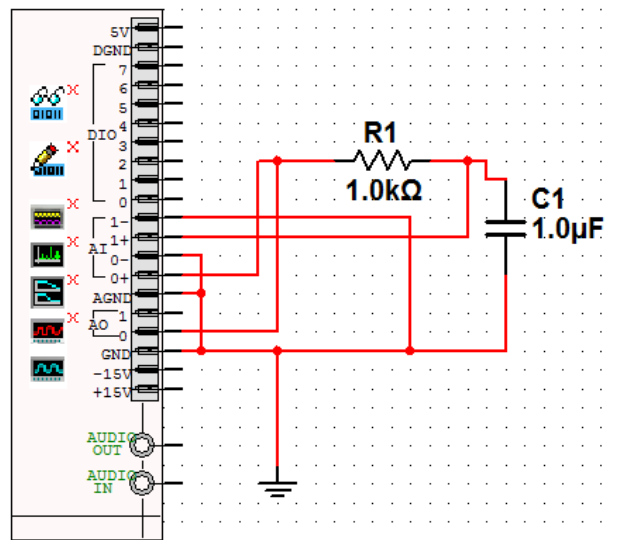 5V
DGND
7
6
5
4
DIO
3
2
1
0
1-
AI
1+
0-
0+
AGND
AO
1
0
GND
-15V
+15V
AUDIO
OUT
AUDIO
IN
R1
1.0kΩ
C1
1.0µF